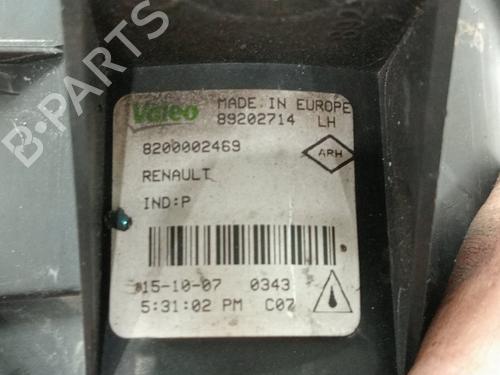 Valeo MADE IN EUROPE
89202714 LH
8200002469
ARH
RENAULT
IND:P
15-10-07 0343
5:31:02 PM C07
B-PARTS